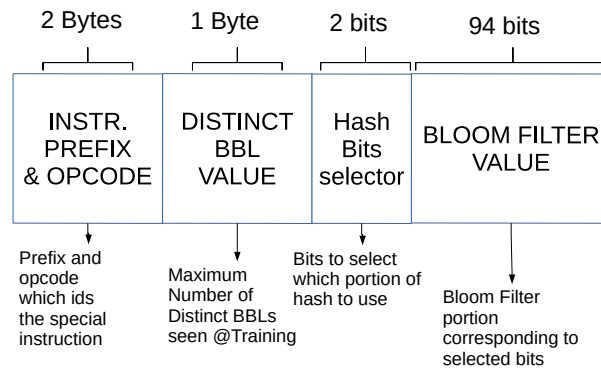 2 Bytes
1 Byte
2 bits
94 bits
INSTR.
PREFIX
& OPCODE
DISTINCT
BBL
VALUE
Hash
Bits
selector
BLOOM FILTER
VALUE
Prefix and
opcode
which ids
the special
instruction
Maximum
Number of
Distinct BBLs
seen @Training
Bits to select
which portion of
hash to use
Bloom Filter
portion
corresponding to
selected bits